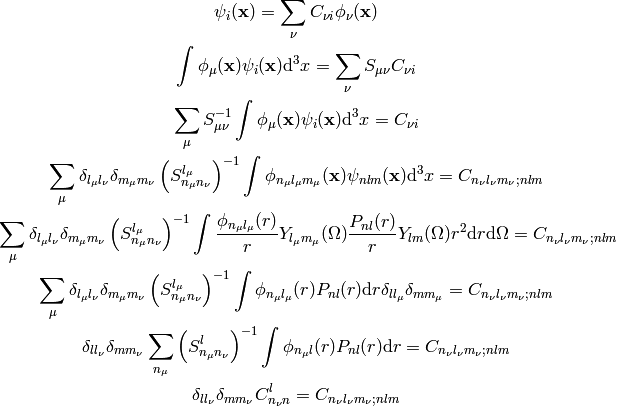 \psi_i(\mathbf{x}) = \sum_\nu C_{\nu i} \phi_\nu(\mathbf{x})
\int \phi_\mu(\mathbf{x}) \psi_i(\mathbf{x}) \mathrm{d}^3 x = \sum_\nu S_{\mu\nu} C_{\nu i}
\sum_\mu S^{-1}_{\mu\nu} \int \phi_\mu(\mathbf{x}) \psi_i(\mathbf{x}) \mathrm{d}^3 x = C_{\nu i}
\sum_\mu \delta_{l_\mu l_\nu} \delta_{m_\mu m_\nu} \left( S^{l_\mu}_{n_\mu n_\nu} \right)^{-1} \int \phi_{n_\mu l_\mu m_\mu}(\mathbf{x}) \psi_{nlm}(\mathbf{x}) \mathrm{d}^3 x = C_{n_\nu l_\nu m_\nu; nlm}
\sum_\mu \delta_{l_\mu l_\nu} \delta_{m_\mu m_\nu} \left( S^{l_\mu}_{n_\mu n_\nu} \right)^{-1} \int \frac{\phi_{n_\mu l_\mu}(r)}{r} Y_{l_\mu m_\mu}(\Omega) \frac{P_{nl}(r)}{r} Y_{lm}(\Omega) r^2 \mathrm{d}r \mathrm{d}\Omega = C_{n_\nu l_\nu m_\nu; nlm}
\sum_\mu \delta_{l_\mu l_\nu} \delta_{m_\mu m_\nu} \left( S^{l_\mu}_{n_\mu n_\nu} \right)^{-1} \int \phi_{n_\mu l_\mu}(r) P_{nl}(r) \mathrm{d}r \delta_{l l_\mu} \delta_{m m_\mu} = C_{n_\nu l_\nu m_\nu; nlm}
\delta_{l l_\nu} \delta_{m m_\nu} \sum_{n_\mu} \left( S^{l}_{n_\mu n_\nu} \right)^{-1} \int \phi_{n_\mu l}(r) P_{nl}(r) \mathrm{d}r = C_{n_\nu l_\nu m_\nu; nlm}
\delta_{l l_\nu} \delta_{m m_\nu} C^{l}_{n_\nu n} = C_{n_\nu l_\nu m_\nu; nlm}